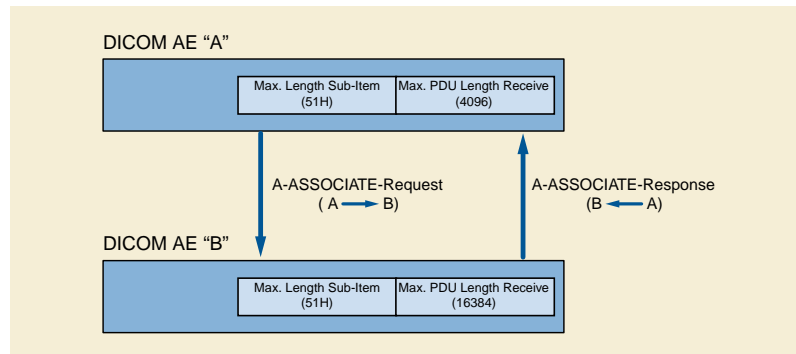 DICOM AE “A”
Max. Length Sub-Item
(51H)
Max. PDU Length Receive
(4096)
A-ASSOCIATE-Request
( A → B)
A-ASSOCIATE-Response
(B ← A)
DICOM AE “B”
Max. Length Sub-Item
(51H)
Max. PDU Length Receive
(16384)